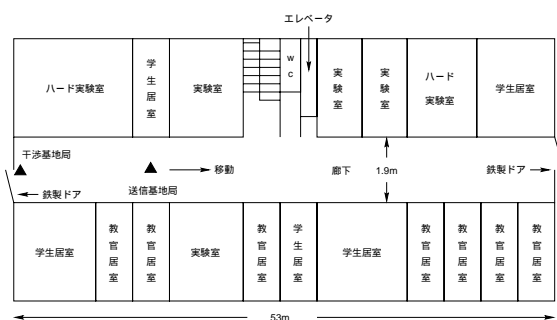 エレベータ
ハード実験室
学生居室
実験室
wc
実験室
実験室
ハード
実験室
学生居室
干渉基地局
移動
廊下
1.9m
鉄製ドア
鉄製ドア
送信基地局
学生居室
教官居室
教官居室
実験室
教官居室
学生居室
学生居室
教官居室
教官居室
教官居室
教官居室
53m